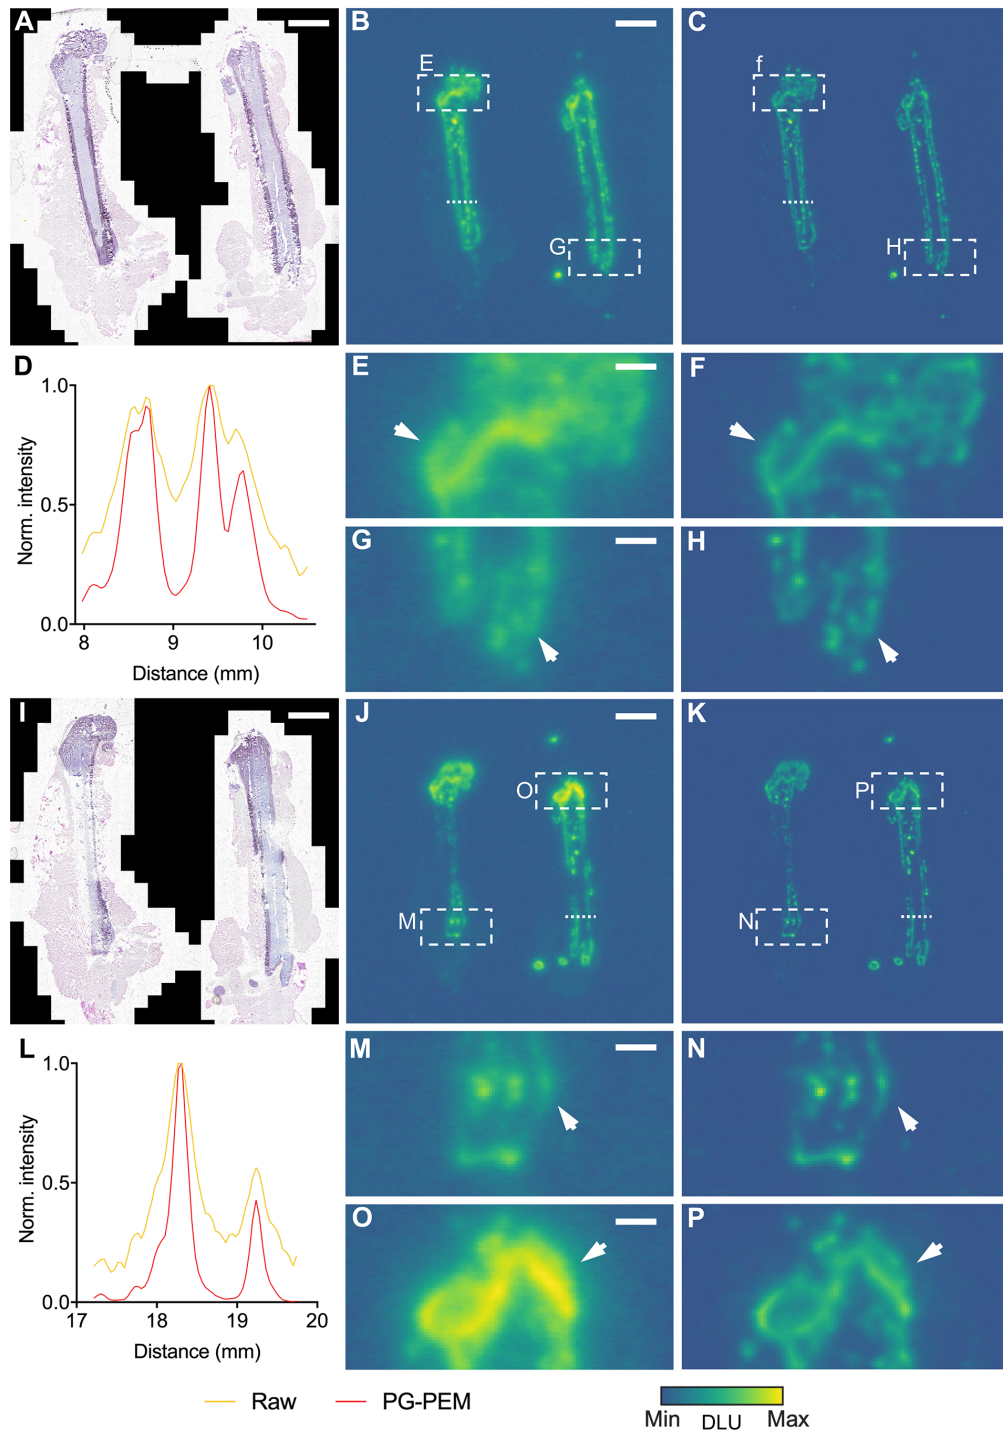 A
B
C
E
f
G
H
D
1.0
0.5
0.0
Norm. intensity
8
9
10
Distance (mm)
E
F
G
H
I
J
K
O
P
M
N
L
1.0
0.5
0.0
Norm. intensity
17
18
19
20
Distance (mm)
M
N
O
P
Raw
PG-PEM
Min
DLU
Max